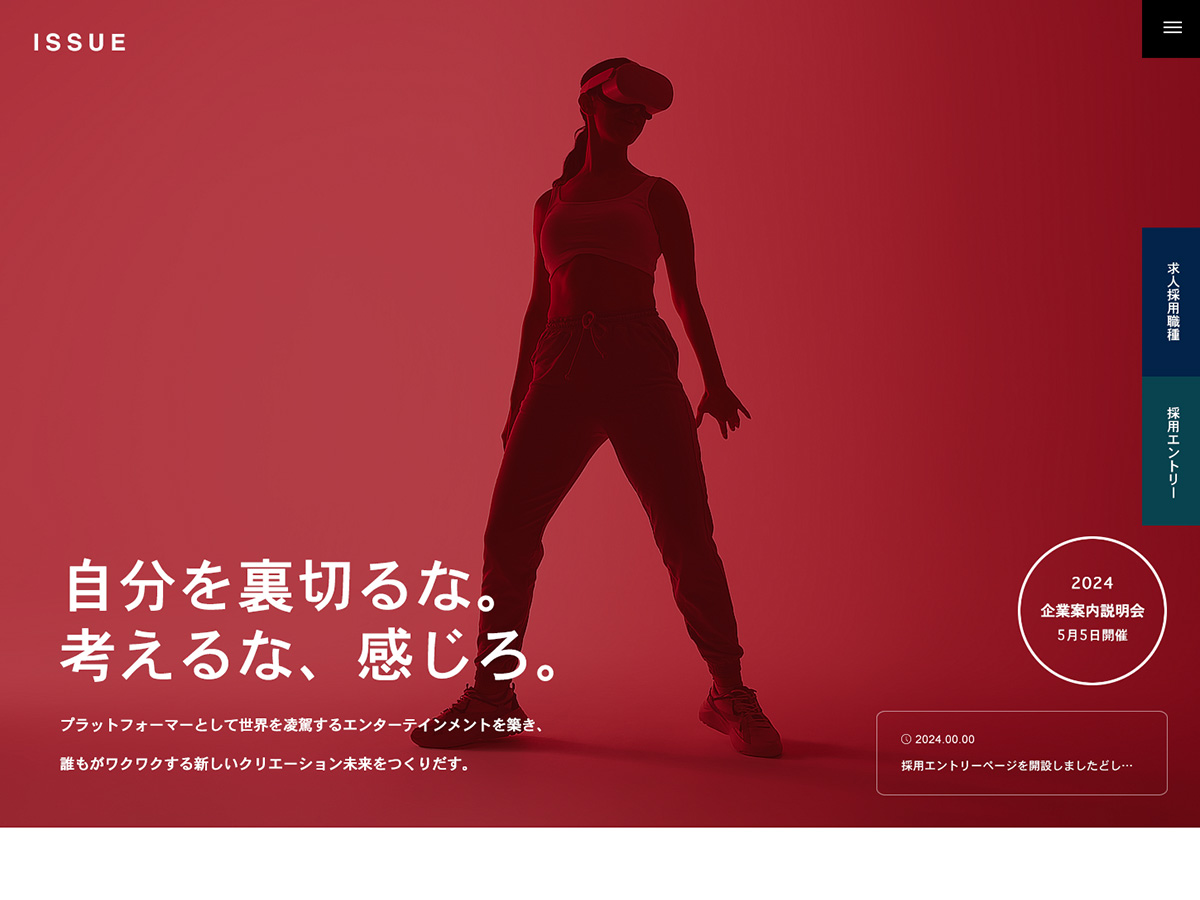 ISSUE
求人採用職種
採用エントリー
自分を裏切るな。
考えるな、感じろ。
プラットフォーマーとして世界を凌駕するエンターテインメントを築き、
誰もがワクワクする新しいクリエーション未来をつくりだす。
2024
企業案内説明会
5月5日開催
2024.00.00
採用エントリーページを開設しましたどし…